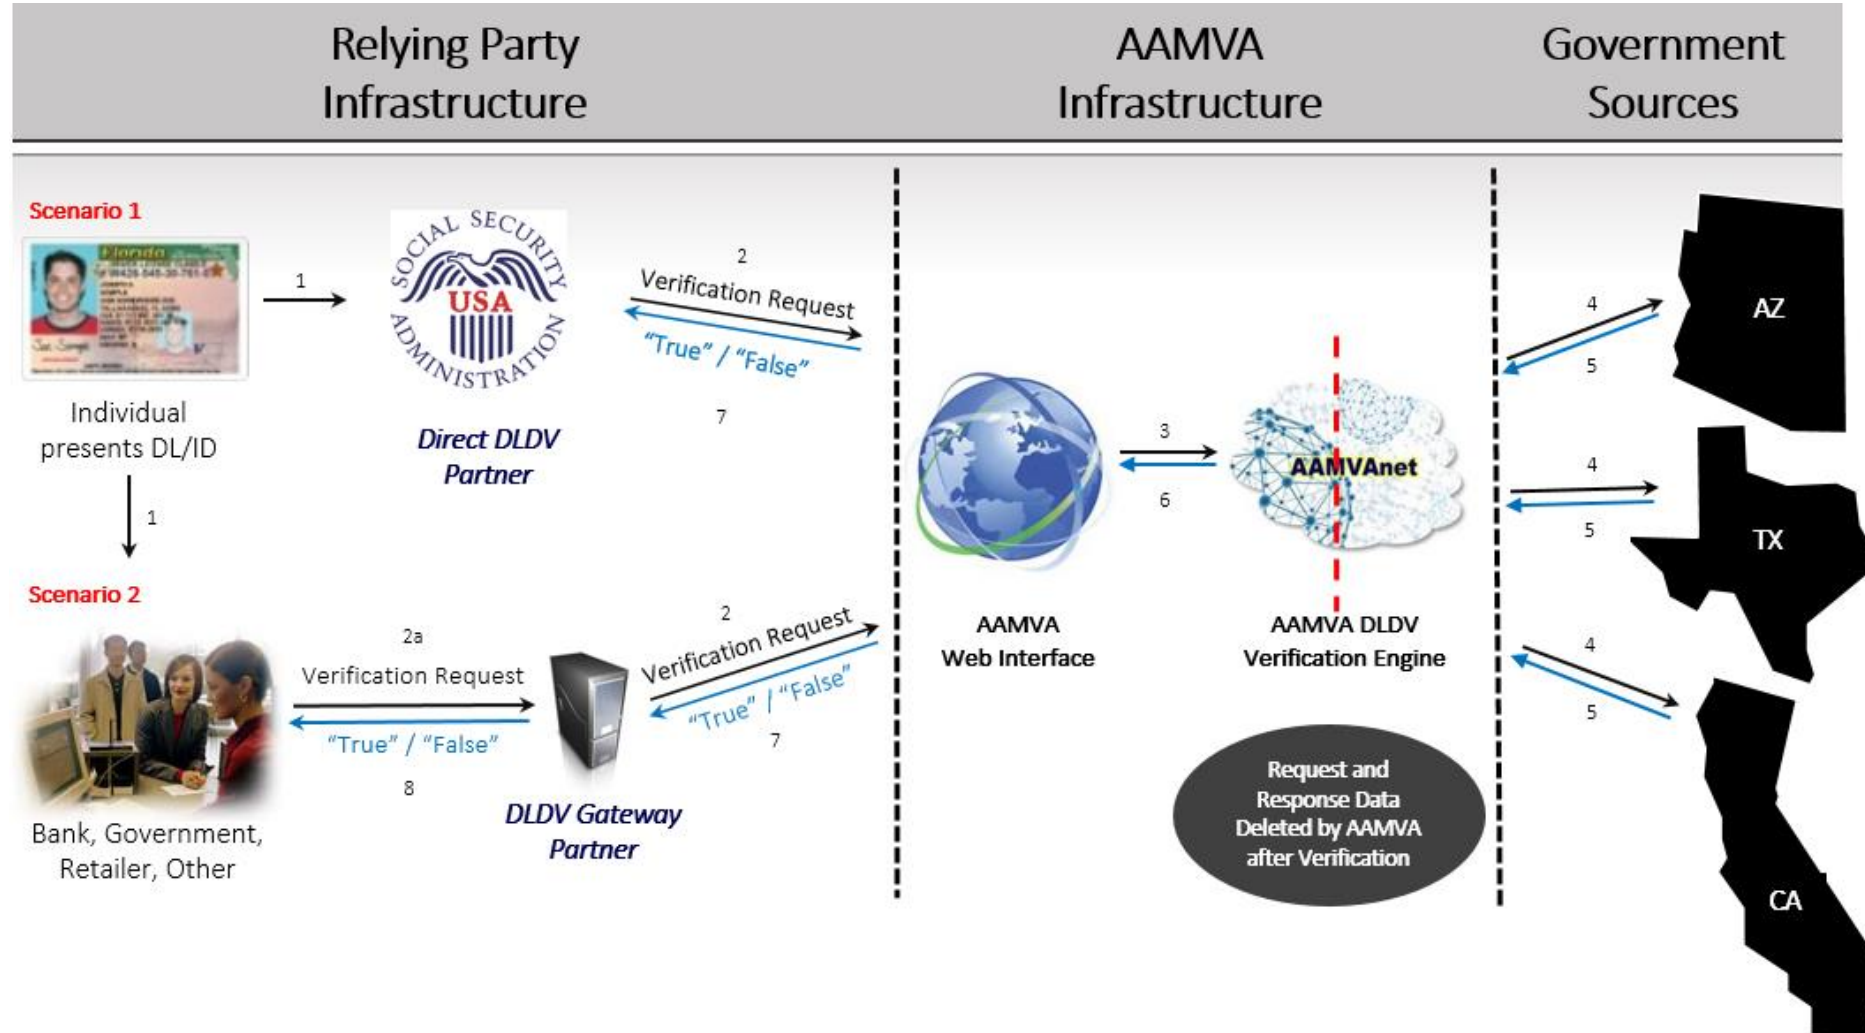 Relying Party
Infrastructure
AAMVA
Infrastructure
Government
Sources
Scenario 1
Florida
1
Individual
presents DL/ID
1
SOCIAL SECURITY
USA
ADMINISTRATION
Direct DLDV
Partner
2
Verification Request
"True" / "False"
7
Scenario 2
Bank, Government,
Retailer, Other
2a
Verification Request
"True" / "False"
8
DLDV Gateway
Partner
2
Verification Request
"True" / "False"
7
AAMVA
Web Interface
3
6
AAMVAnet
AAMVA DLDV
Verification Engine
Request and
Response Data
Deleted by AAMVA
after Verification
4
5
AZ
4
5
TX
4
5
CA